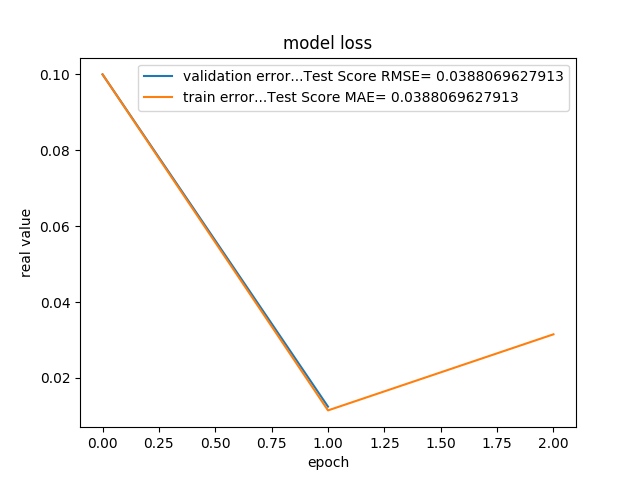 model loss
validation error...Test Score RMSE= 0.0388069627913
train error...Test Score MAE= 0.0388069627913
real value
0.10
0.08
0.06
0.04
0.02
0.00 0.25 0.50 0.75 1.00 1.25 1.50 1.75 2.00
epoch